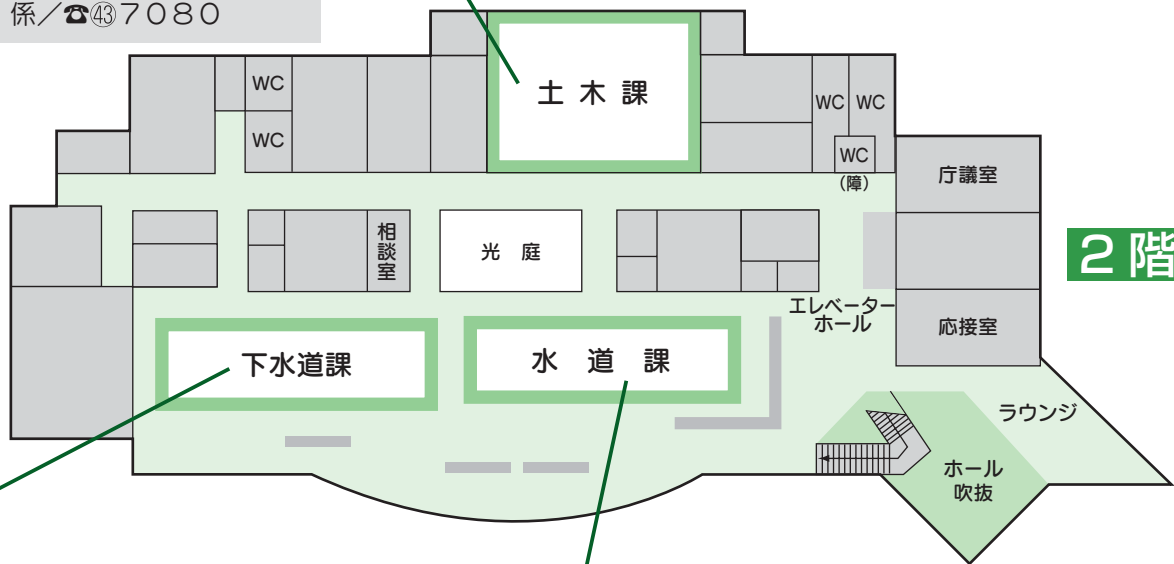 係／☎㊸７０８０
土木課
WC
WC
WC WC
WC
(障)
庁議室
相談室
光庭
２階
エレベーター
ホール
応接室
下水道課
水道課
ラウンジ
ホール
吹抜